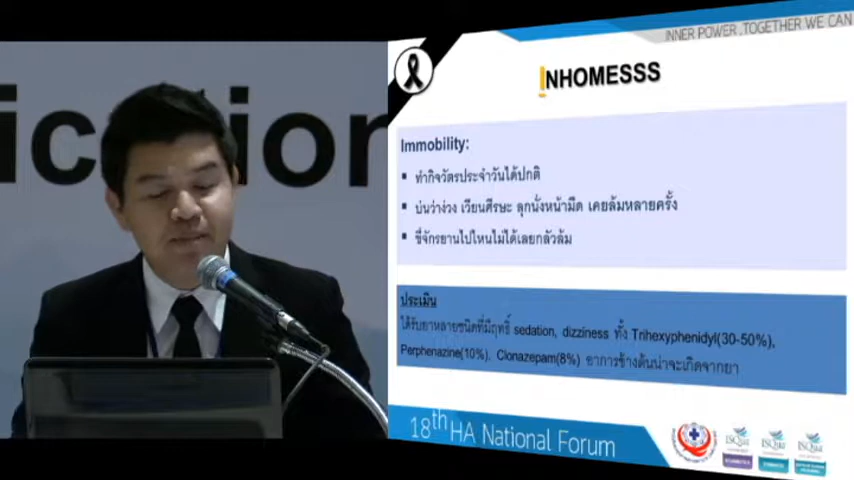 ication
INNER POWER ,TOGETHER WE CAN
INHOMESSS
Immobility:
▪ ทำกิจวัตรประจำวันได้ปกติ
▪ บ่นว่าง่วง เวียนศีรษะ ลุกนั่งหน้ามืด เคยล้มหลายครั้ง
▪ ขี่จักรยานไปไหนไม่ได้เลยกลัวล้ม
ประเมิน
ได้รับยาหลายชนิดที่มีฤทธิ์ sedation, dizziness ทั้ง Trihexyphenidyl(30-50%),
Perphenazine(10%). Clonazepam(8%) อาการข้างต้นน่าจะเกิดจากยา
18th HA National Forum
ISQua ISQua ISQua